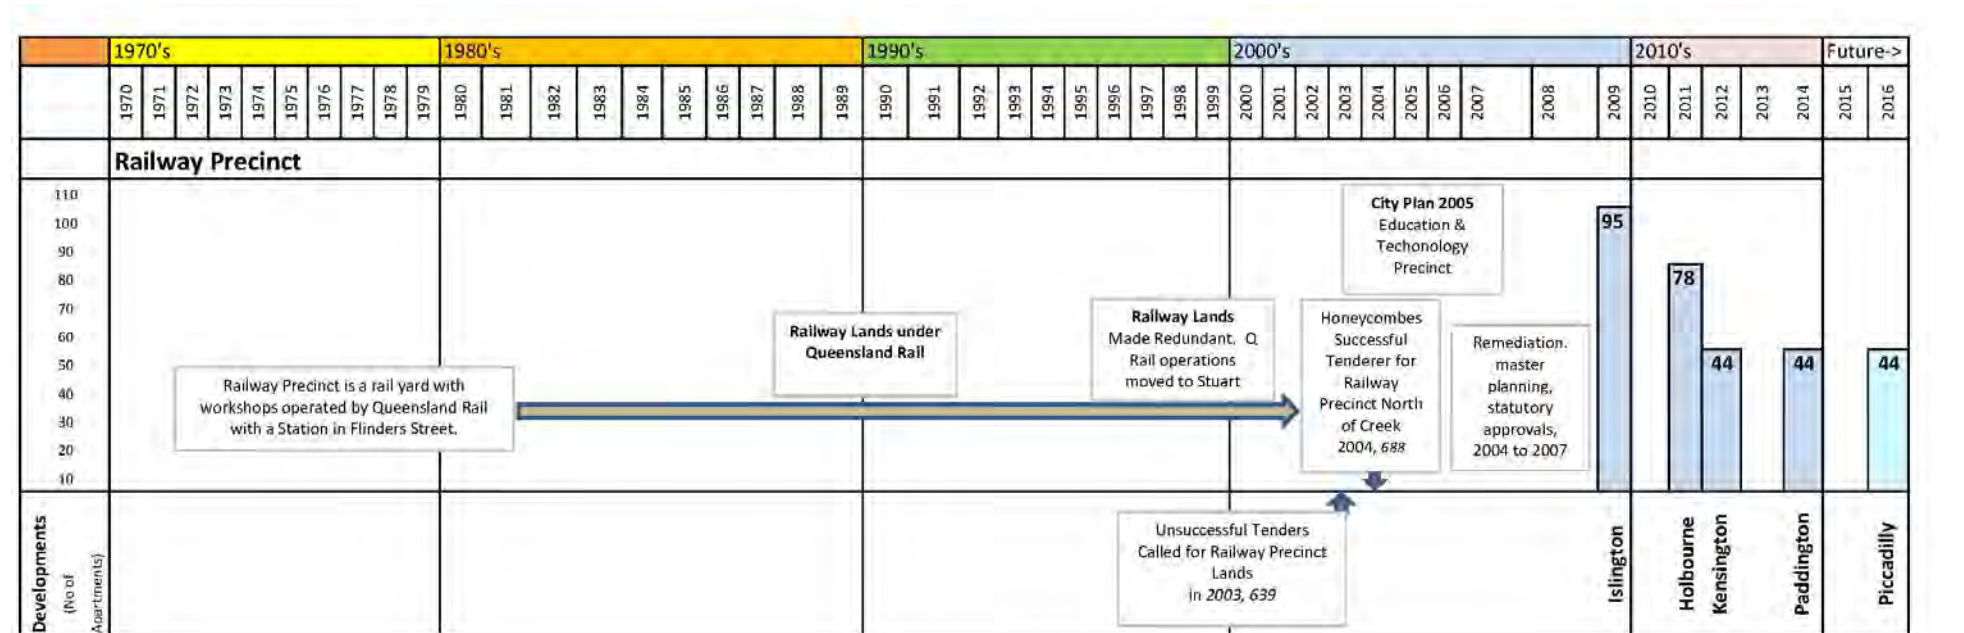 1970's 1980's 1990's 2000's 2010's Future->
1970 1971 1972 1973 1974 1975 1976 1977 1978 1979 1980 1981 1982 1983 1984 1985 1986 1987 1988 1989 1990 1991 1992 1993 1994 1995 1996 1997 1998 1999 2000 2001 2002 2003 2004 2005 2006 2007 2008 2009 2010 2011 2012 2013 2014 2015 2016
Railway Precinct
110
100
90
80
70
60
50
40
30
20
10
Railway Precinct is a rail yard with
workshops operated by Queensland Rail
with a Station in Flinders Street.
Railway Lands under
Queensland Rail
Railway Lands
Made Redundant. Q
Rail operations
moved to Stuart
City Plan 2005
Education &
Techonology
Precinct
Honeycombes
Successful
Tenderer for
Railway
Precinct North
of Creek
2004, 688
Remediation.
master
planning,
statutory
approvals,
2004 to 2007
95
78
44
44
44
Unsuccessful Tenders
Called for Railway Precinct
Lands
in 2003, 639
Developments
(No of
Apartments)
Islington
Holbourne
Kensington
Paddington
Piccadilly